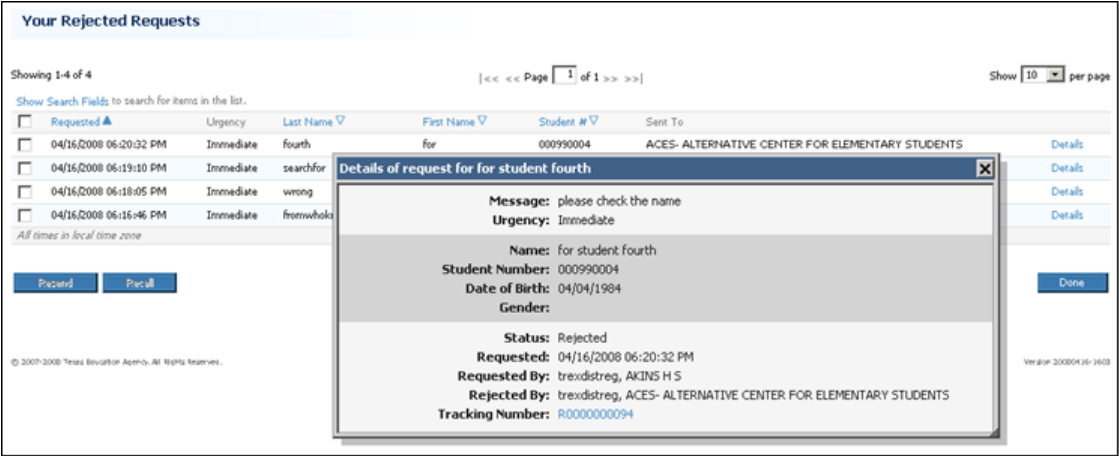 Your Rejected Requests
Showing 1-4 of 4 |<< << Page 1 of 1 >> >>| Show 10 per page
Show Search Fields to search for items in the list.
Requested Urgency Last Name First Name Student # Sent To
04/16/2008 06:20:32 PM Immediate fourth for 000990004 ACES- ALTERNATIVE CENTER FOR ELEMENTARY STUDENTS Details
04/16/2008 06:19:10 PM Immediate searchfor Details
04/16/2008 06:18:05 PM Immediate wrong Details
04/16/2008 06:16:46 PM Immediate Details
All times in local time zone
Details of request for for student fourth
Message: please check the name
Urgency: Immediate
Name: for student fourth
Student Number: 000990004
Date of Birth: 04/04/1984
Gender:
Status: Rejected
Requested: 04/16/2008 06:20:32 PM
Requested By: trexdistreg, AKINS H S
Rejected By: trexdistreg, ACES- ALTERNATIVE CENTER FOR ELEMENTARY STUDENTS
Tracking Number: R0000000094
Resend Recall Done
© 2007-2008 Texas Education Agency. All Rights Reserved. Version 20080416-1603